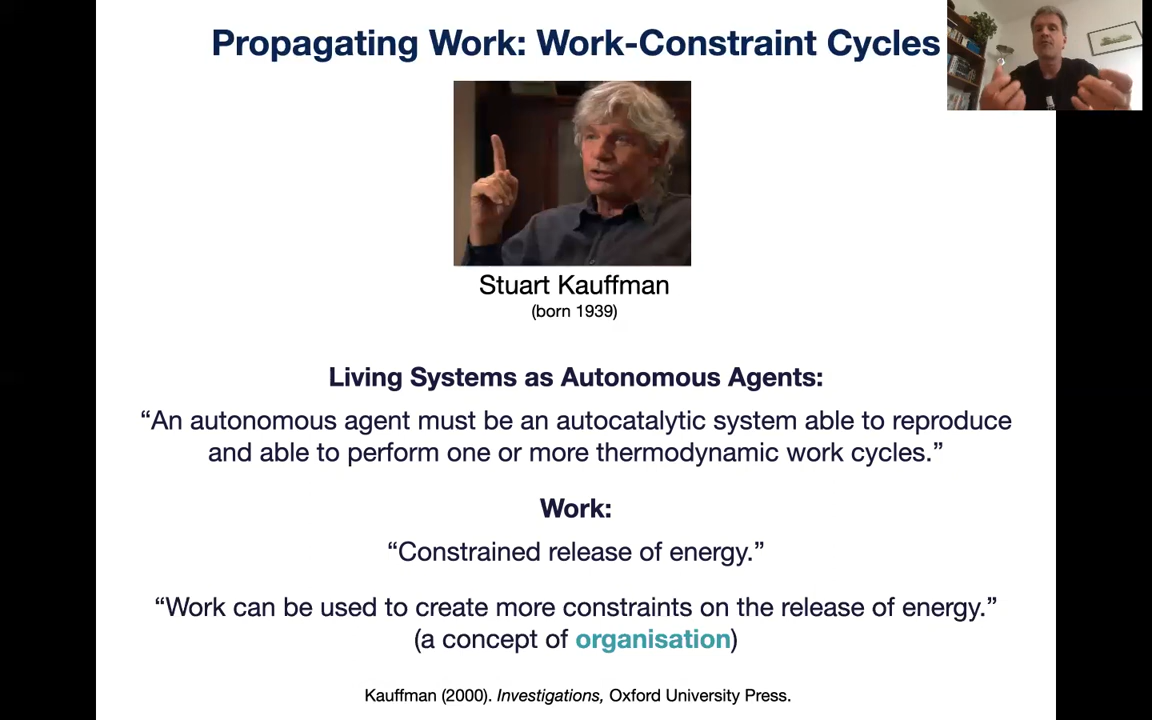 Propagating Work: Work-Constraint Cycles
Stuart Kauffman
(born 1939)
Living Systems as Autonomous Agents:
“An autonomous agent must be an autocatalytic system able to reproduce
and able to perform one or more thermodynamic work cycles.”
Work:
“Constrained release of energy.”
“Work can be used to create more constraints on the release of energy.”
(a concept of organisation)
Kauffman (2000). Investigations, Oxford University Press.